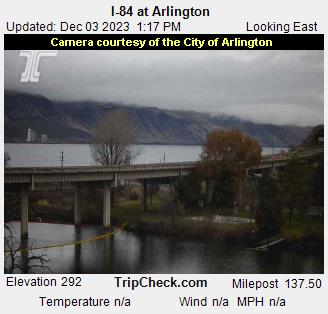 I-84 at Arlington
Updated: Dec 03 2023 1:17 PM Looking East
Camera courtesy of the City of Arlington
Elevation 292 TripCheck.com Milepost 137.50
Temperature n/a Wind n/a MPH n/a